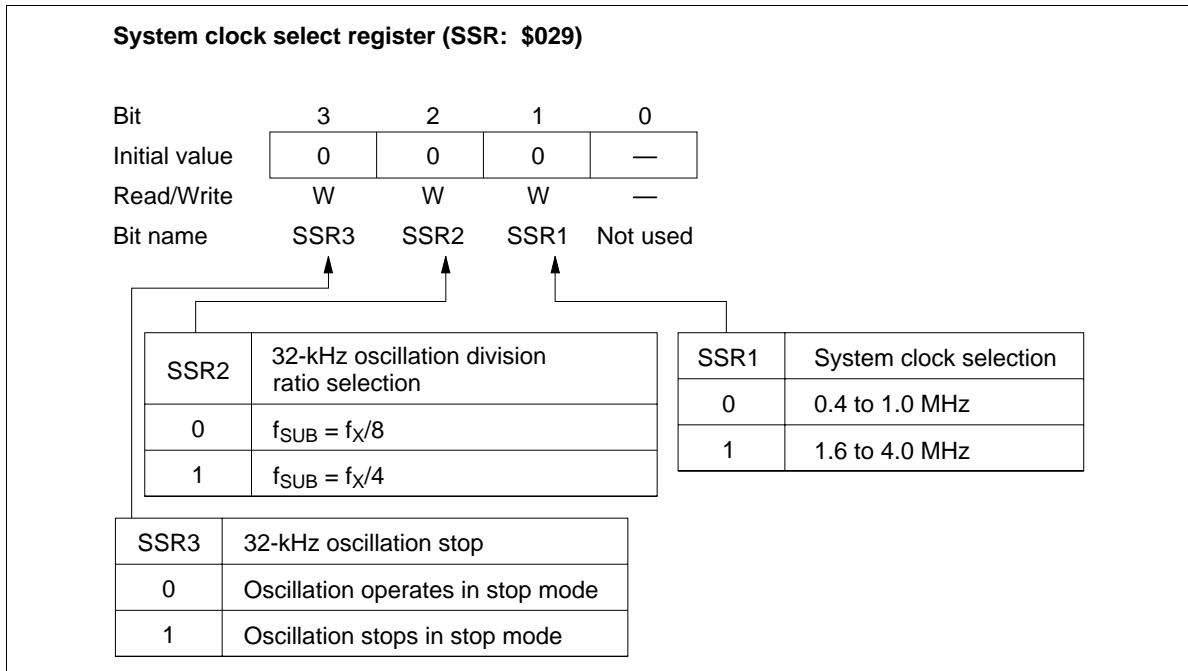 System clock select register (SSR: $029)
Bit 3 2 1 0
Initial value 0 0 0 —
Read/Write W W W —
Bit name SSR3 SSR2 SSR1 Not used
SSR2 32-kHz oscillation division
ratio selection
0 fSUB = fX/8
1 fSUB = fX/4
SSR1 System clock selection
0 0.4 to 1.0 MHz
1 1.6 to 4.0 MHz
SSR3 32-kHz oscillation stop
0 Oscillation operates in stop mode
1 Oscillation stops in stop mode